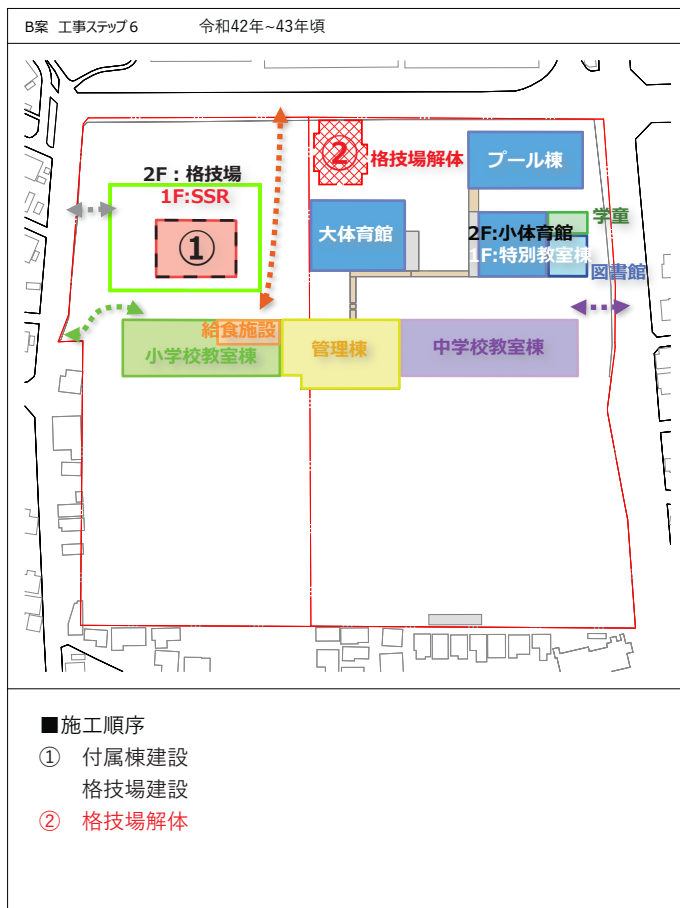 B案 工事ステップ6 令和42年~43年頃
②
格技場解体
プール棟
2F：格技場
1F:SSR
①
大体育館
学童
2F:小体育館
1F:特別教室棟
図書館
給食施設
小学校教室棟
管理棟
中学校教室棟
■施工順序
① 付属棟建設
格技場建設
② 格技場解体